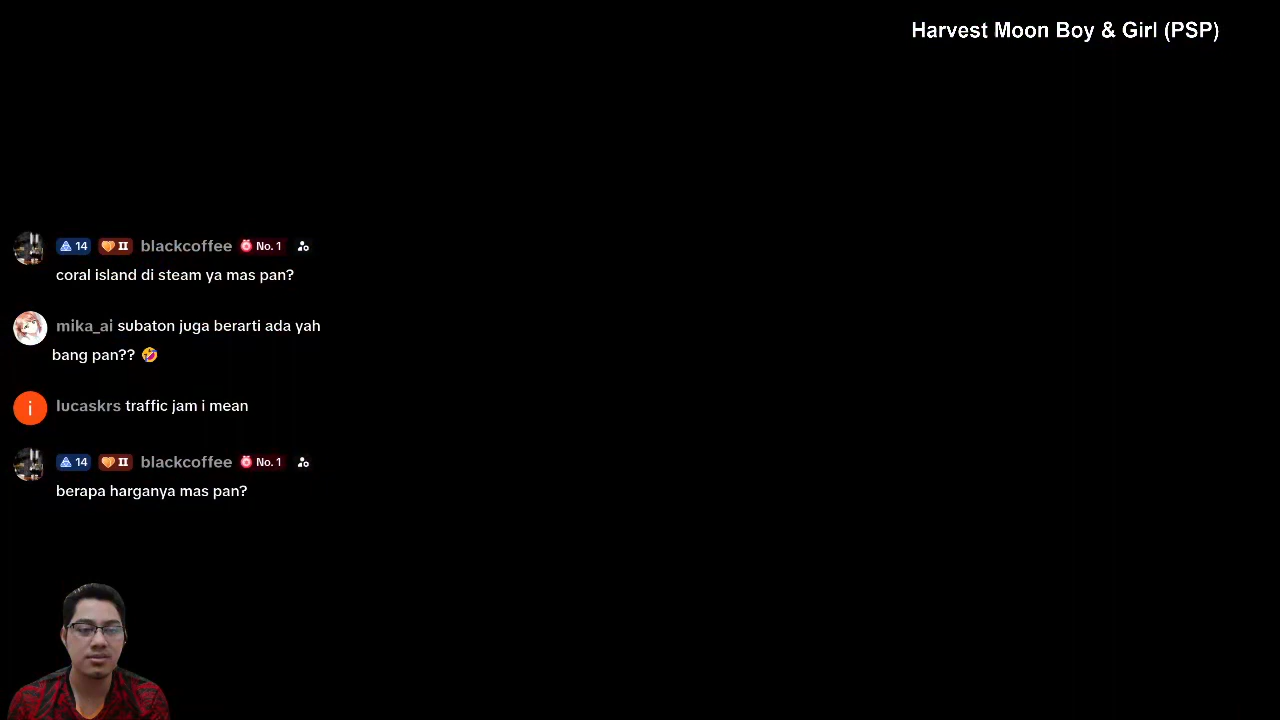 Harvest Moon Boy & Girl (PSP)
14 II blackcoffee No. 1
coral island di steam ya mas pan?
mika_ai subaton juga berarti ada yah
bang pan?? 🤣
i lucaskrs traffic jam i mean
14 II blackcoffee No. 1
berapa harganya mas pan?